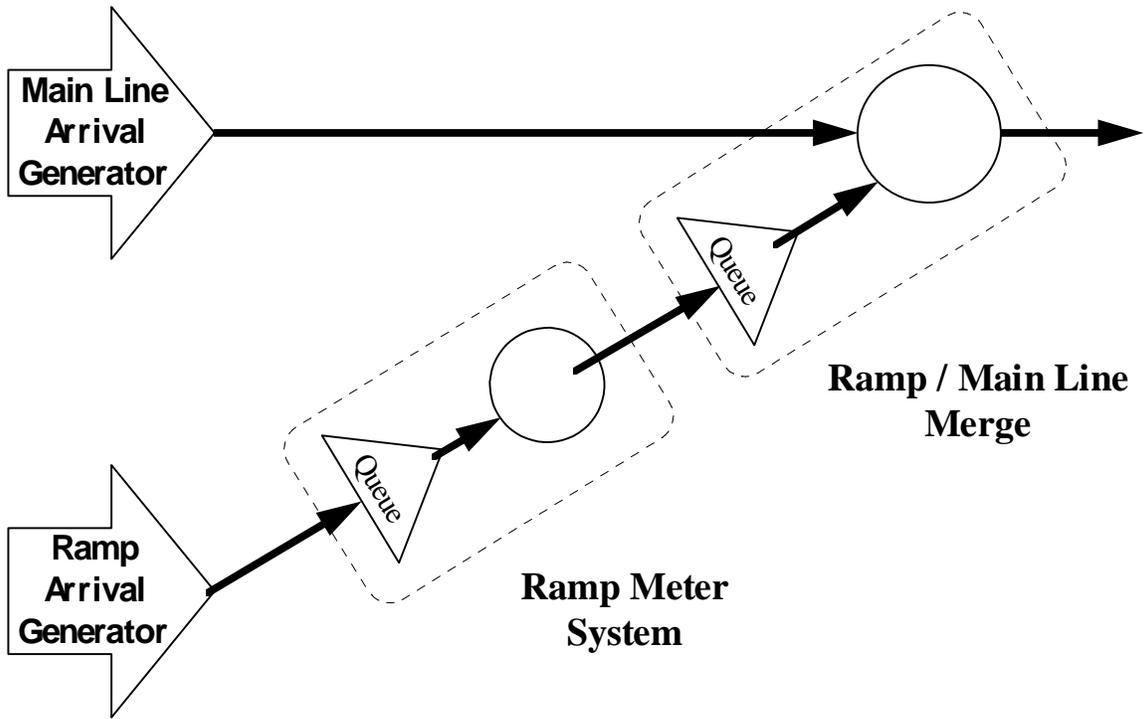 Main Line
Arrival
Generator
Queue
Ramp / Main Line
Merge
Queue
Ramp
Arrival
Generator
Ramp Meter
System